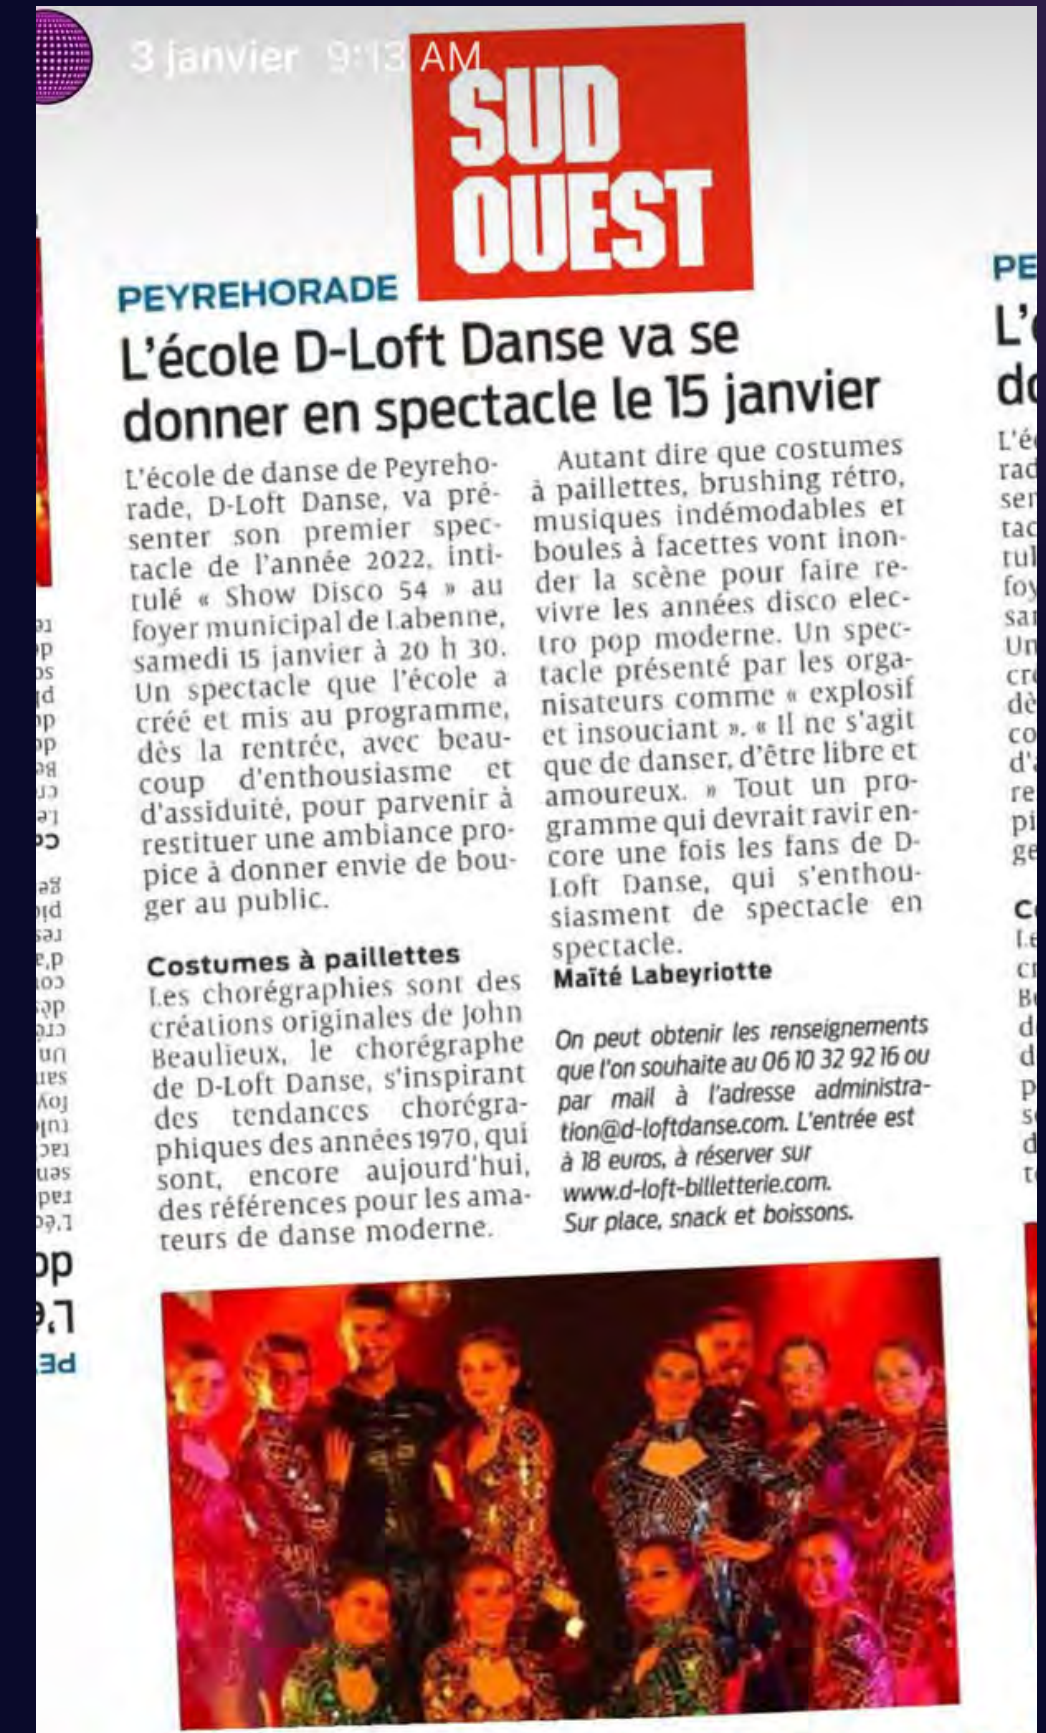 3 janvier 9:13 AM
SUD
OUEST
PEYREHORADE
L'école D-Loft Danse va se
donner en spectacle le 15 janvier
L'école de danse de Peyreho-
rade, D-Loft Danse, va pré-
senter son premier spec-
tacle de l'année 2022, inti-
tulé « Show Disco 54 » au
foyer municipal de Labenne,
samedi 15 janvier à 20 h 30.
Un spectacle que l'école a
créé et mis au programme,
dès la rentrée, avec beau-
coup d'enthousiasme et
d'assiduité, pour parvenir à
restituer une ambiance pro-
pice à donner envie de bou-
ger au public.
Costumes à paillettes
Les chorégraphies sont des
créations originales de John
Beaulieux, le chorégraphe
de D-Loft Danse, s'inspirant
des tendances chorégra-
phiques des années 1970, qui
sont, encore aujourd'hui,
des références pour les ama-
teurs de danse moderne.
Autant dire que costumes
à paillettes, brushing rétro,
musiques indémodables et
boules à facettes vont inon-
der la scène pour faire re-
vivre les années disco elec-
tro pop moderne. Un spec-
tacle présenté par les orga-
nisateurs comme « explosif
et insouciant ». « Il ne s'agit
que de danser, d'être libre et
amoureux. » Tout un pro-
gramme qui devrait ravir en-
core une fois les fans de D-
Loft Danse, qui s'enthou-
siasment de spectacle en
spectacle.
Maïté Labeyriotte
On peut obtenir les renseignements
que l'on souhaite au 06 10 32 92 16 ou
par mail à l'adresse administra-
tion@d-loftdanse.com. L'entrée est
à 18 euros, à réserver sur
www.d-loft-billetterie.com.
Sur place, snack et boissons.